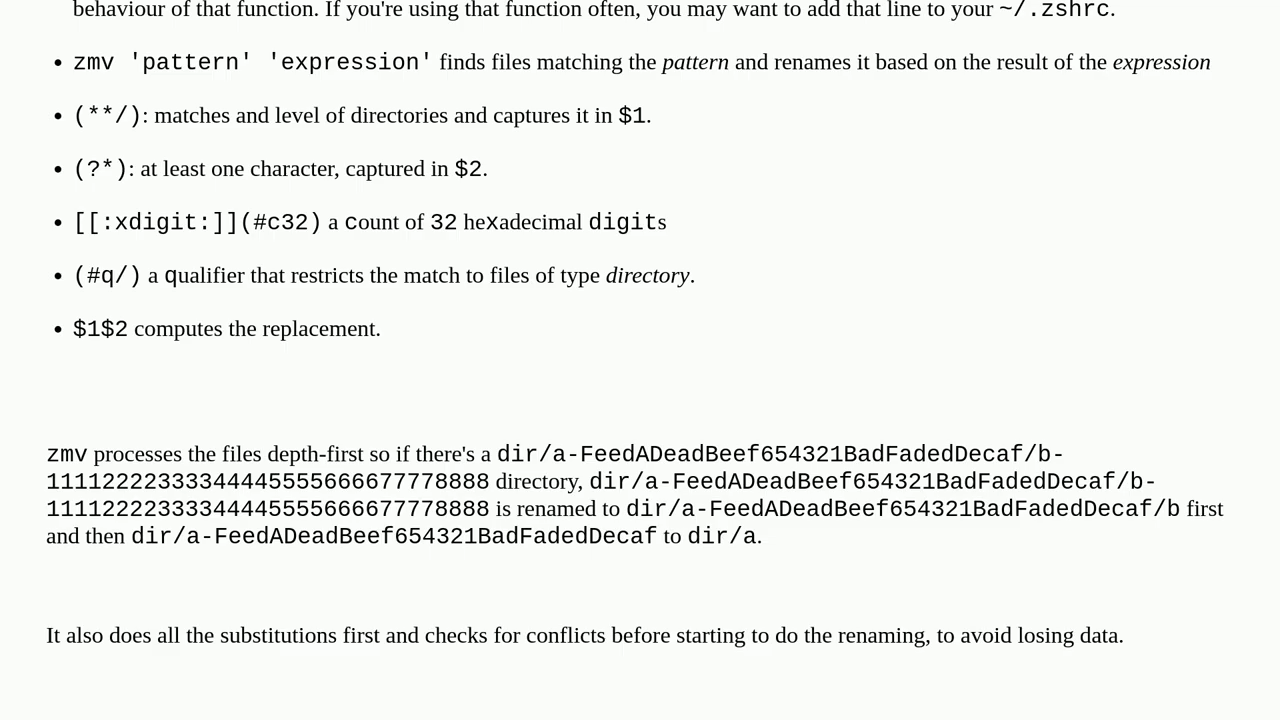 behaviour of that function. If you're using that function often, you may want to add that line to your ~/.zshrc.
• zmv 'pattern' 'expression' finds files matching the pattern and renames it based on the result of the expression
• (**/): matches and level of directories and captures it in $1.
• (?*): at least one character, captured in $2.
• [[:xdigit:]](#c32) a count of 32 hexadecimal digits
• (#q/) a qualifier that restricts the match to files of type directory.
• $1$2 computes the replacement.
zmv processes the files depth-first so if there's a dir/a-FeedADeadBeef654321BadFadedDecaf/b-
11112222333344445555666677778888 directory, dir/a-FeedADeadBeef654321BadFadedDecaf/b-
11112222333344445555666677778888 is renamed to dir/a-FeedADeadBeef654321BadFadedDecaf/b first
and then dir/a-FeedADeadBeef654321BadFadedDecaf to dir/a.
It also does all the substitutions first and checks for conflicts before starting to do the renaming, to avoid losing data.